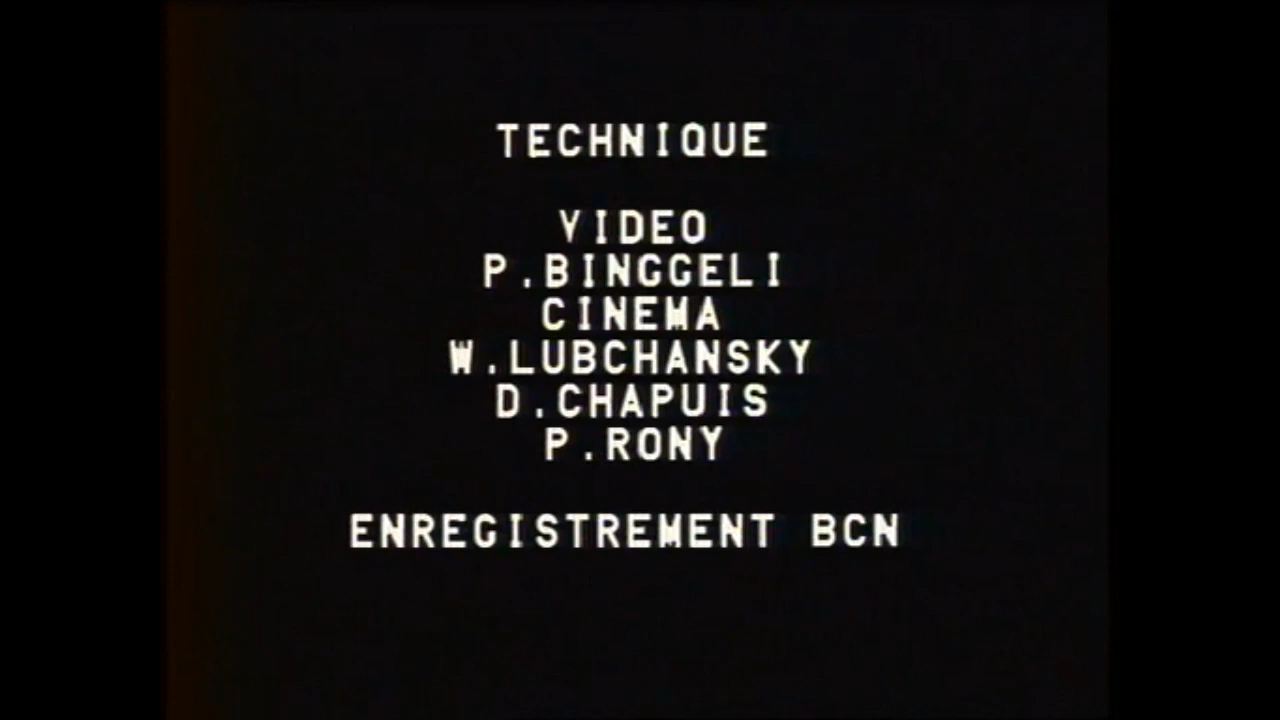 TECHNIQUE
VIDEO
P.BINGGELI
CINEMA
W.LUBCHANSKY
D.CHAPUIS
P.RONY
ENREGISTREMENT BCN